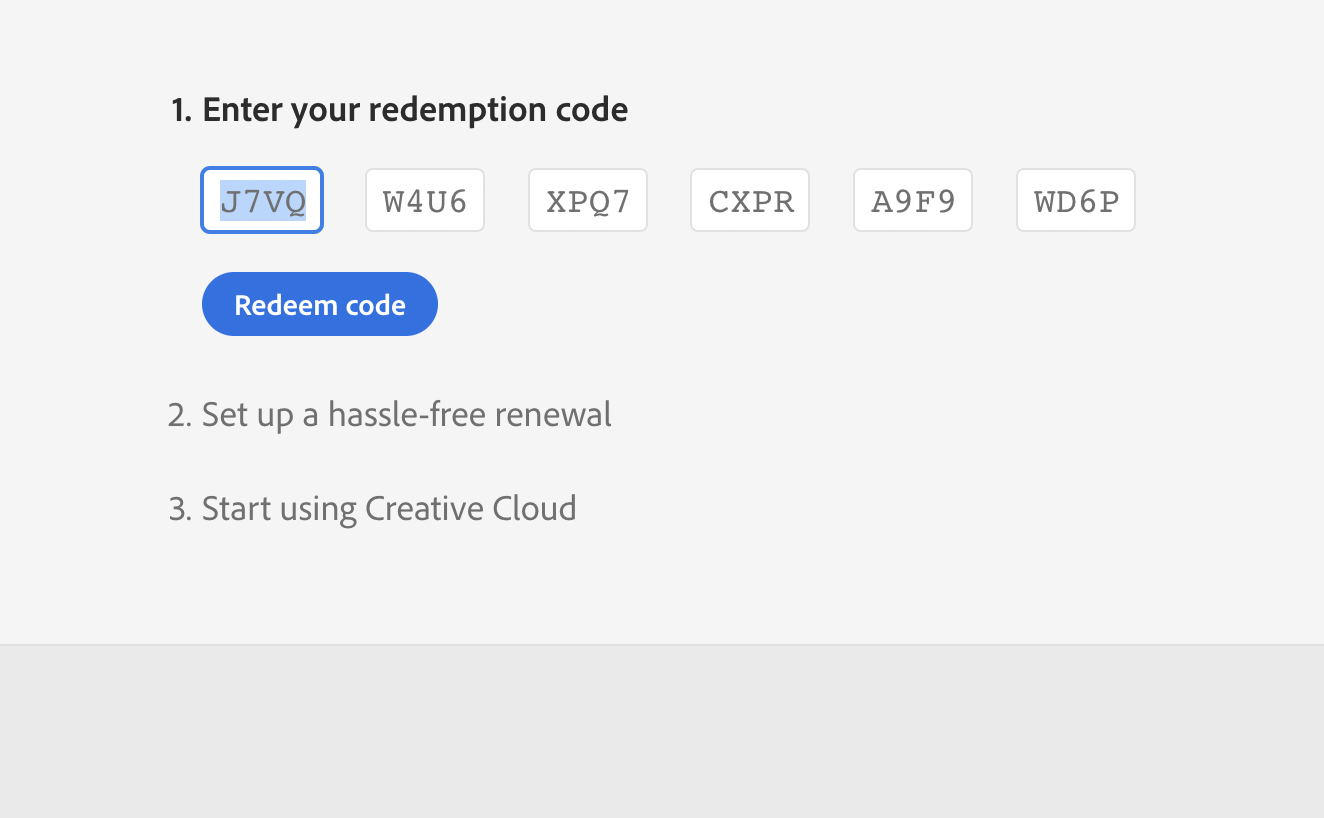 1. Enter your redemption code
J7VQ W4U6 XPQ7 CXPR A9F9 WD6P
Redeem code
2. Set up a hassle-free renewal
3. Start using Creative Cloud